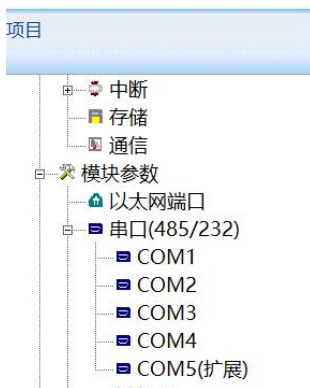 项目
中断
存储
通信
模块参数
以太网端口
串口(485/232)
COM1
COM2
COM3
COM4
COM5(扩展)